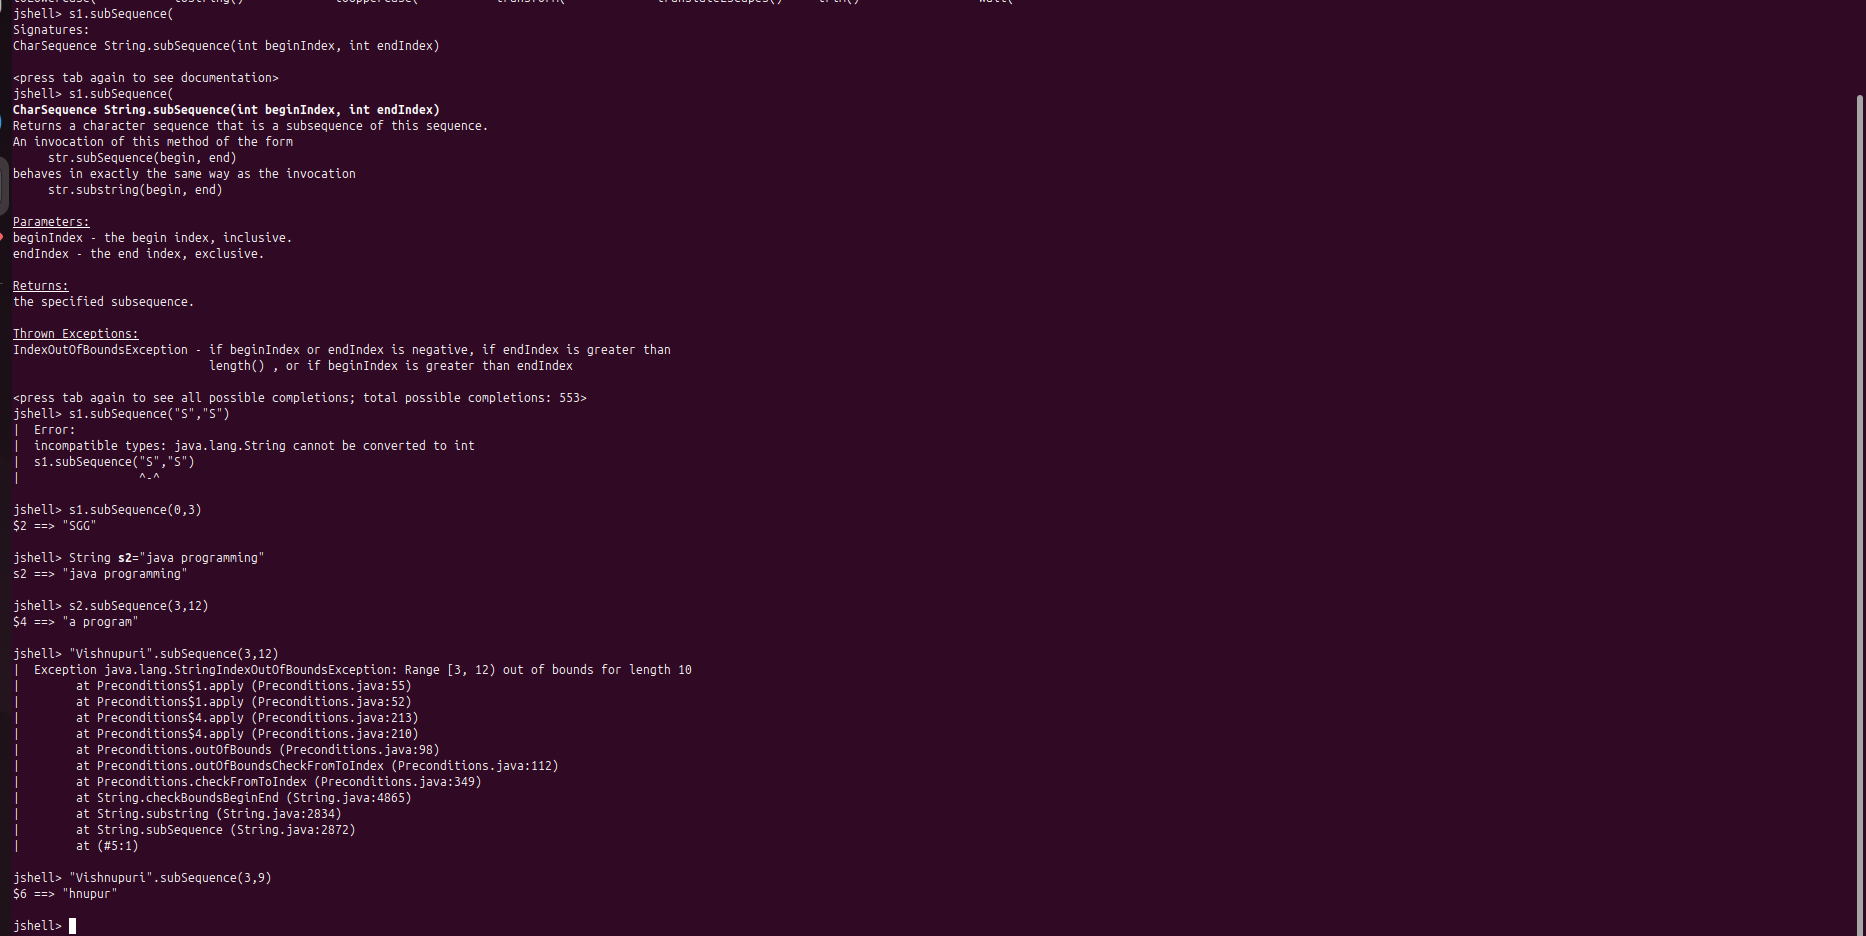 jshell> s1.subSequence(
Signatures:
CharSequence String.subSequence(int beginIndex, int endIndex)
<press tab again to see documentation>
jshell> s1.subSequence(
CharSequence String.subSequence(int beginIndex, int endIndex)
Returns a character sequence that is a subsequence of this sequence.
An invocation of this method of the form
     str.subSequence(begin, end)
behaves in exactly the same way as the invocation
     str.substring(begin, end)
Parameters:
beginIndex - the begin index, inclusive.
endIndex - the end index, exclusive.
Returns:
the specified subsequence.
Thrown Exceptions:
IndexOutOfBoundsException - if beginIndex or endIndex is negative, if endIndex is greater than
                            length() , or if beginIndex is greater than endIndex
<press tab again to see all possible completions; total possible completions: 553>
jshell> s1.subSequence("S","S")
|  Error:
|  incompatible types: java.lang.String cannot be converted to int
|  s1.subSequence("S","S")
|                 ^-^
jshell> s1.subSequence(0,3)
$2 ==> "SGG"
jshell> String s2="java programming"
s2 ==> "java programming"
jshell> s2.subSequence(3,12)
$4 ==> "a program"
jshell> "Vishnupuri".subSequence(3,12)
|  Exception java.lang.StringIndexOutOfBoundsException: Range [3, 12) out of bounds for length 10
|        at Preconditions$1.apply (Preconditions.java:55)
|        at Preconditions$1.apply (Preconditions.java:52)
|        at Preconditions$4.apply (Preconditions.java:213)
|        at Preconditions$4.apply (Preconditions.java:210)
|        at Preconditions.outOfBounds (Preconditions.java:98)
|        at Preconditions.outOfBoundsCheckFromToIndex (Preconditions.java:112)
|        at Preconditions.checkFromToIndex (Preconditions.java:349)
|        at String.checkBoundsBeginEnd (String.java:4865)
|        at String.substring (String.java:2834)
|        at String.subSequence (String.java:2872)
|        at (#5:1)
jshell> "Vishnupuri".subSequence(3,9)
$6 ==> "hnupur"
jshell>